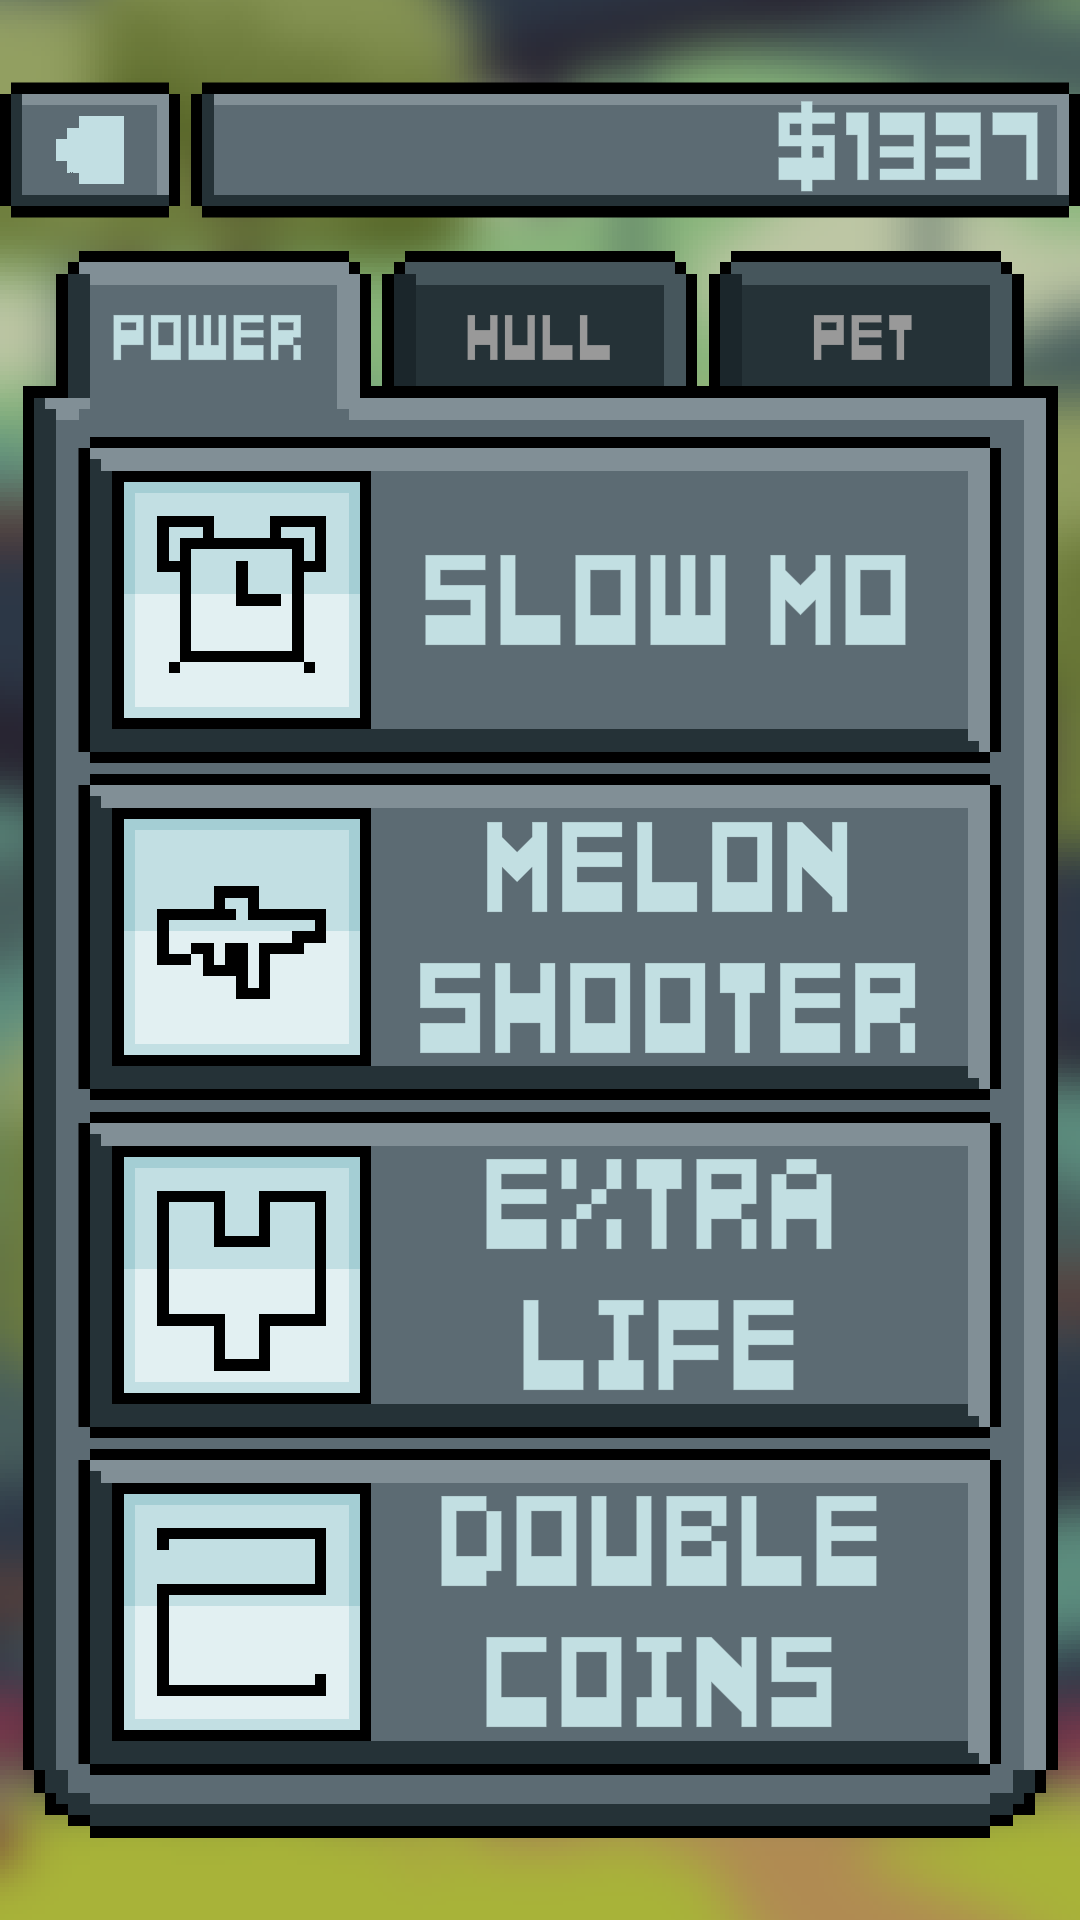 $1337
POWER HULL PET
SLOW MO
MELON
SHOOTER
EXTRA
LIFE
DOUBLE
COINS